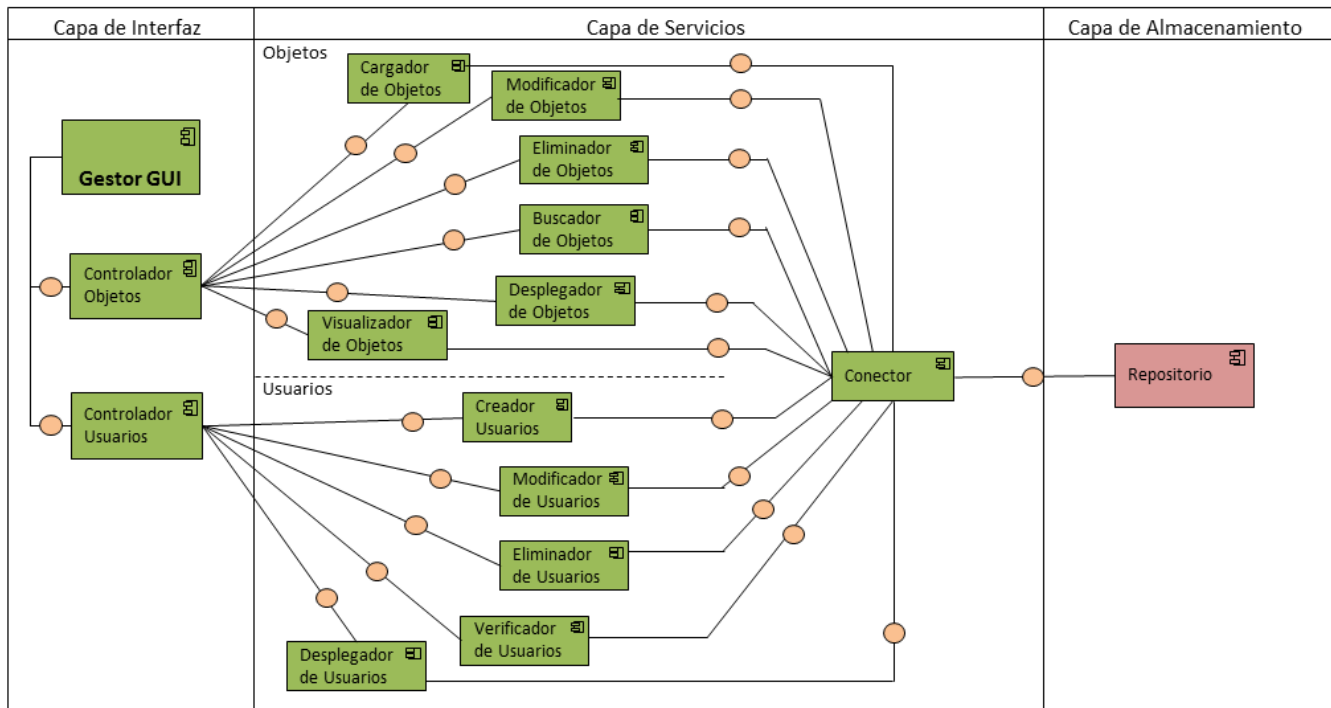 Capa de Interfaz
Capa de Servicios
Capa de Almacenamiento
Objetos
Cargador
de Objetos
Modificador
de Objetos
Gestor GUI
Eliminador
de Objetos
Buscador
de Objetos
Controlador
Objetos
Desplegador
de Objetos
Visualizador
de Objetos
Conector
Repositorio
Usuarios
Controlador
Usuarios
Creador
Usuarios
Modificador
de Usuarios
Eliminador
de Usuarios
Verificador
de Usuarios
Desplegador
de Usuarios